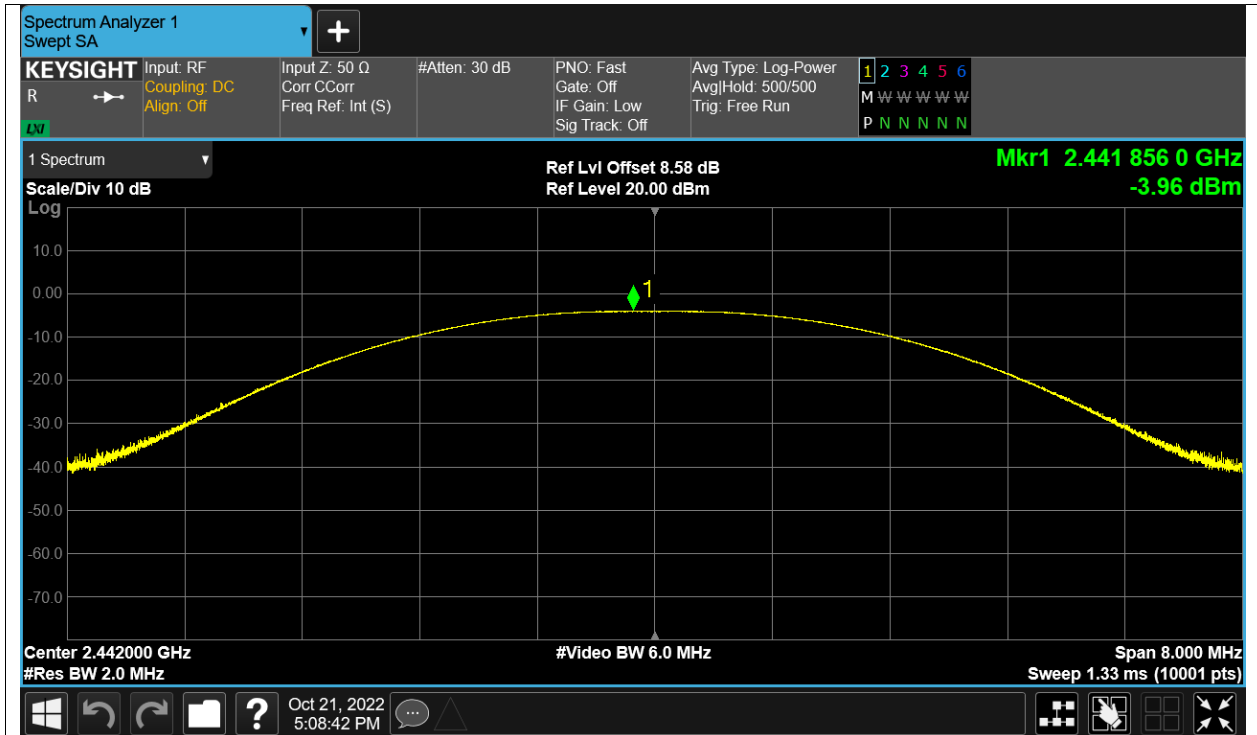 Spectrum Analyzer 1
Swept SA
+
KEYSIGHT
R
LXI
Input: RF
Coupling: DC
Align: Off
Input Z: 50 Ω
Corr CCorr
Freq Ref: Int (S)
#Atten: 30 dB
PNO: Fast
Gate: Off
IF Gain: Low
Sig Track: Off
Avg Type: Log-Power
Avg|Hold: 500/500
Trig: Free Run
1 2 3 4 5 6
M W W W W W
P N N N N N
1 Spectrum
Scale/Div 10 dB
Log
Ref Lvl Offset 8.58 dB
Ref Level 20.00 dBm
Mkr1 2.441 856 0 GHz
-3.96 dBm
10.0
0.00
1
-10.0
-20.0
-30.0
-40.0
-50.0
-60.0
-70.0
Center 2.442000 GHz
#Video BW 6.0 MHz
Span 8.000 MHz
#Res BW 2.0 MHz
Sweep 1.33 ms (10001 pts)
?
Oct 21, 2022
5:08:42 PM